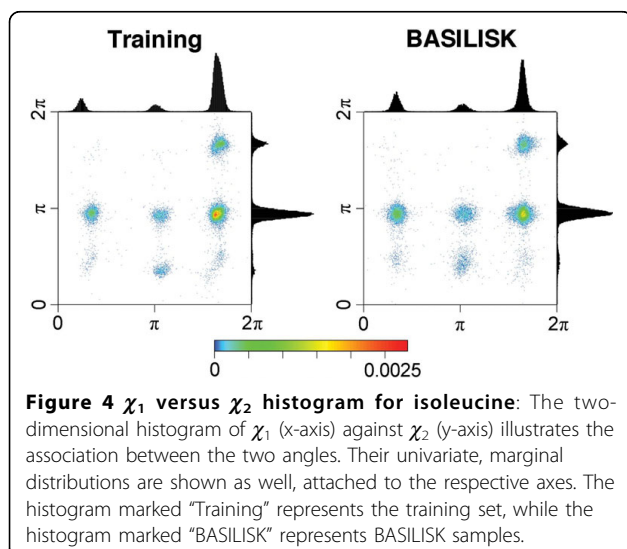 Training
BASILISK
2π
π
0
0
π
2π
2π
π
0
0
π
2π
0
0.0025
Figure 4 χ₁ versus χ₂ histogram for isoleucine: The two-
dimensional histogram of χ₁ (x-axis) against χ₂ (y-axis) illustrates the
association between the two angles. Their univariate, marginal
distributions are shown as well, attached to the respective axes. The
histogram marked “Training” represents the training set, while the
histogram marked “BASILISK” represents BASILISK samples.